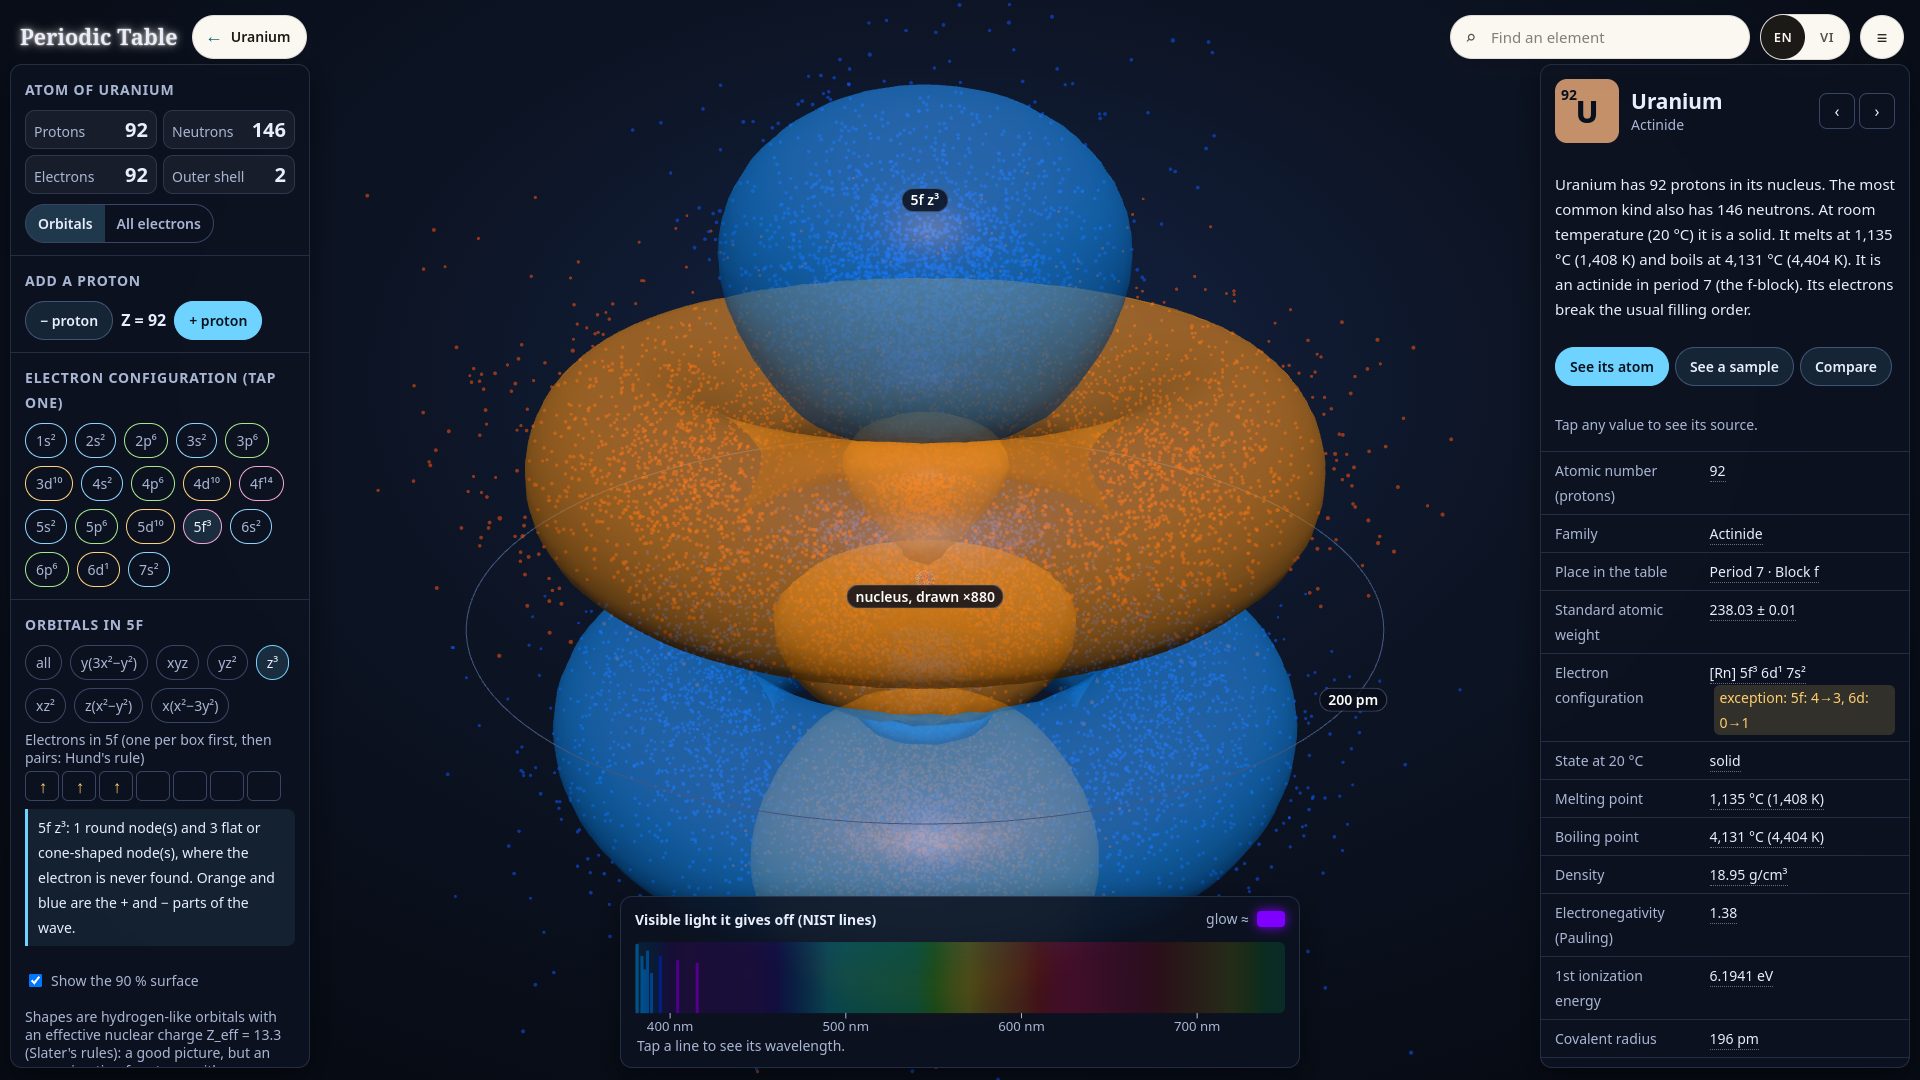 Periodic Table
← Uranium
Find an element
EN
VI
≡
ATOM OF URANIUM
Protons 92
Neutrons 146
Electrons 92
Outer shell 2
Orbitals
All electrons
ADD A PROTON
− proton
Z = 92
+ proton
ELECTRON CONFIGURATION (TAP
ONE)
1s² 2s² 2p⁶ 3s² 3p⁶
3d¹⁰ 4s² 4p⁶ 4d¹⁰ 4f¹⁴
5s² 5p⁶ 5d¹⁰ 5f³ 6s²
6p⁶ 6d¹ 7s²
ORBITALS IN 5F
all y(3x²−y²) xyz yz² z³
xz² z(x²−y²) x(x²−3y²)
Electrons in 5f (one per box first, then
pairs: Hund's rule)
↑ ↑ ↑
5f z³: 1 round node(s) and 3 flat or
cone-shaped node(s), where the
electron is never found. Orange and
blue are the + and − parts of the
wave.
Show the 90 % surface
Shapes are hydrogen-like orbitals with
an effective nuclear charge Z_eff = 13.3
(Slater's rules): a good picture, but an
5f z³
nucleus, drawn ×880
200 pm
Visible light it gives off (NIST lines)
glow ≈
400 nm
500 nm
600 nm
700 nm
Tap a line to see its wavelength.
92
U
Uranium
Actinide
‹
›
Uranium has 92 protons in its nucleus. The most
common kind also has 146 neutrons. At room
temperature (20 °C) it is a solid. It melts at 1,135
°C (1,408 K) and boils at 4,131 °C (4,404 K). It is
an actinide in period 7 (the f-block). Its electrons
break the usual filling order.
See its atom
See a sample
Compare
Tap any value to see its source.
Atomic number
(protons)
92
Family
Actinide
Place in the table
Period 7 · Block f
Standard atomic
weight
238.03 ± 0.01
Electron
configuration
[Rn] 5f³ 6d¹ 7s²
exception: 5f: 4→3, 6d:
0→1
State at 20 °C
solid
Melting point
1,135 °C (1,408 K)
Boiling point
4,131 °C (4,404 K)
Density
18.95 g/cm³
Electronegativity
(Pauling)
1.38
1st ionization
energy
6.1941 eV
Covalent radius
196 pm